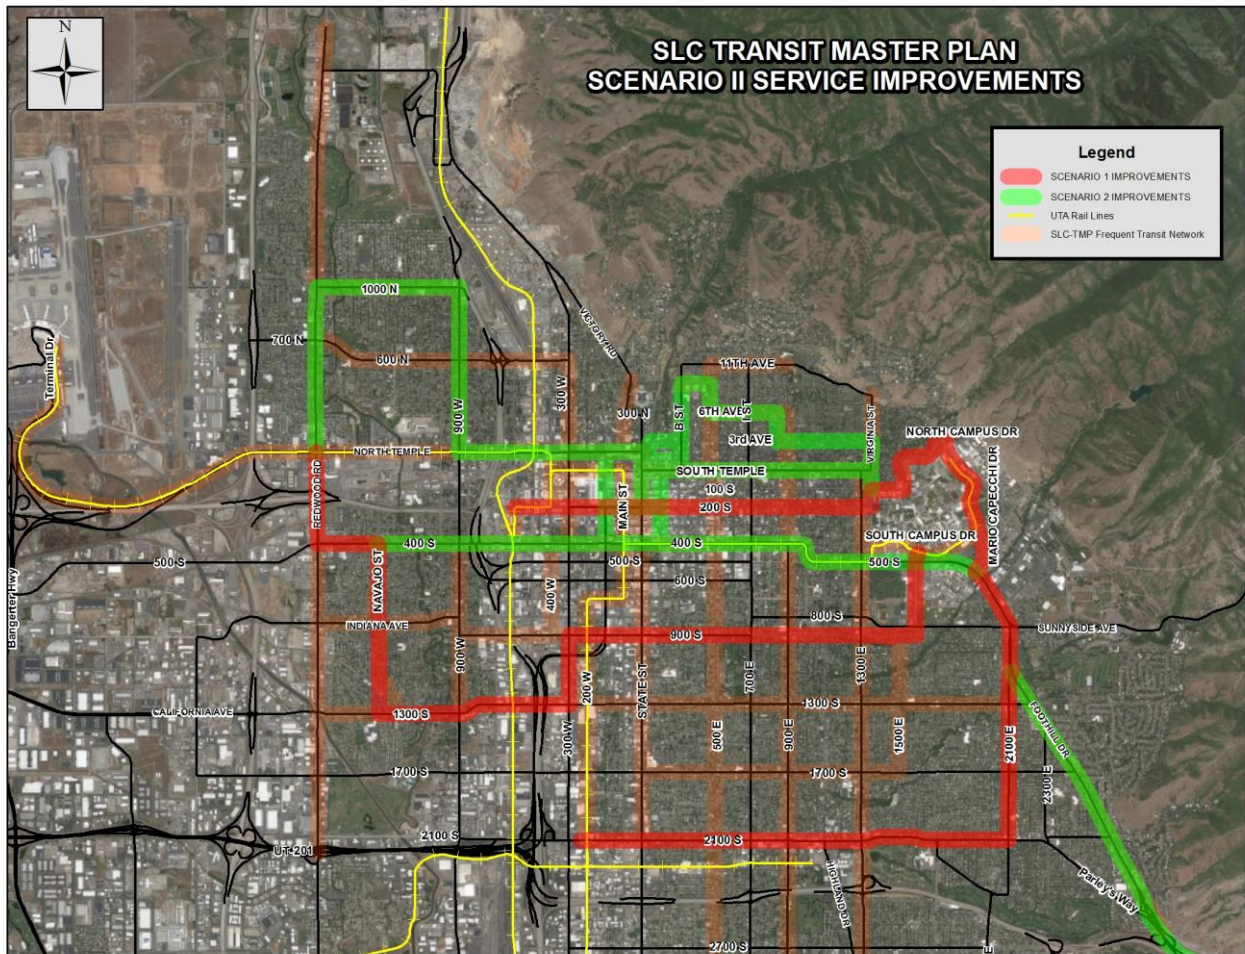 N
SLC TRANSIT MASTER PLAN
SCENARIO II SERVICE IMPROVEMENTS
Legend
SCENARIO 1 IMPROVEMENTS
SCENARIO 2 IMPROVEMENTS
UTA Rail Lines
SLC-TMP Frequent Transit Network
1000 N
VICTORY RD
700 N
600 N
Terminal Dr
11TH AVE
300 W
900 W
300 N
B ST
6TH AVE
I ST
VIRGINIA ST
NORTH CAMPUS DR
3rd AVE
NORTH TEMPLE
SOUTH TEMPLE
REDWOOD RD
MAIN ST
100 S
200 S
MARIO CAPECCHI DR
SOUTH CAMPUS DR
400 S
400 S
500 S
500 S
500 S
NAVAJO ST
600 S
Bangerter Hwy
400 W
INDIANA AVE
800 S
SUNNYSIDE AVE
900 S
900 W
200 W
STATE ST
700 E
1300 E
CALIFORNIA AVE
1300 S
1300 S
300 W
500 E
900 E
1500 E
2100 E
FOOTHILL DR
1700 S
1700 S
2300 E
2100 S
2100 S
UT-201
HIGHLAND DR
Parley's Way
2700 S
E